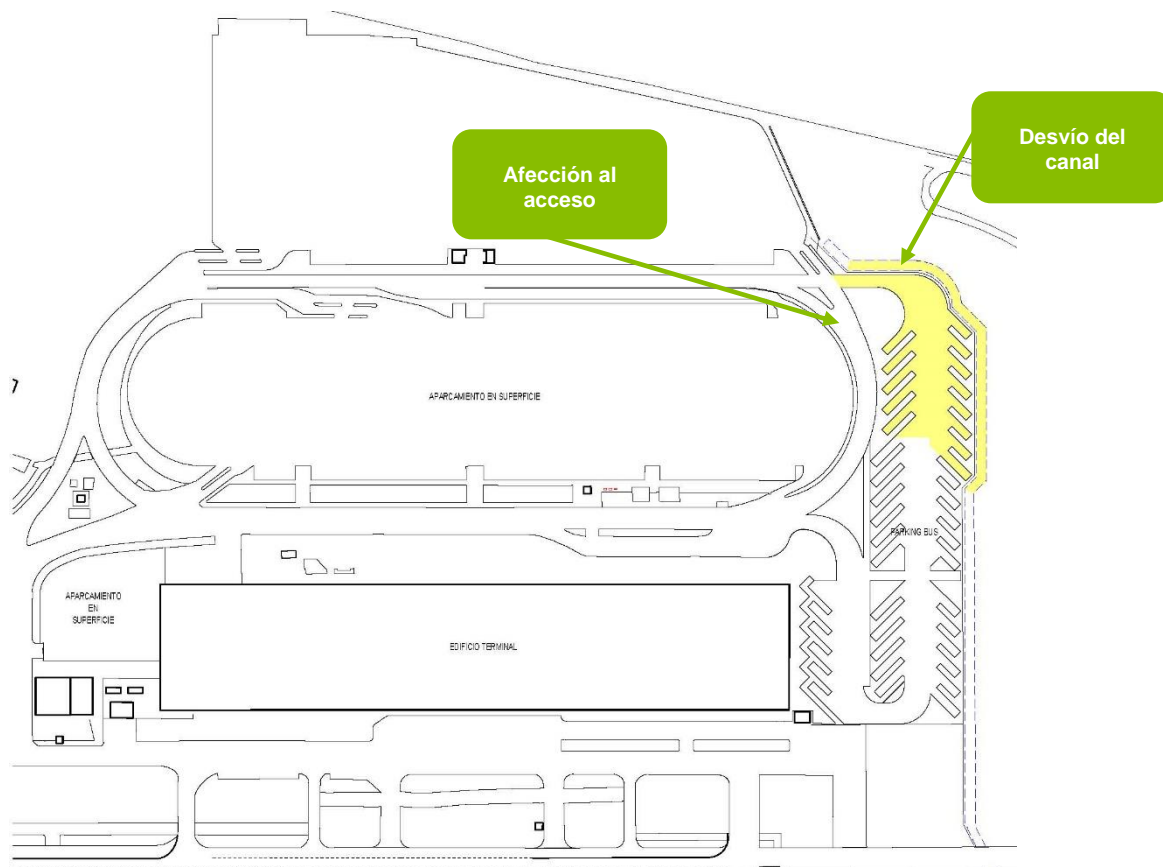 Desvío del
canal
Afección al
acceso
APARCAMIENTO EN SUPERFICIE
PARKING BUS
APARCAMIENTO
EN
SUPERFICIE
EDIFICIO TERMINAL